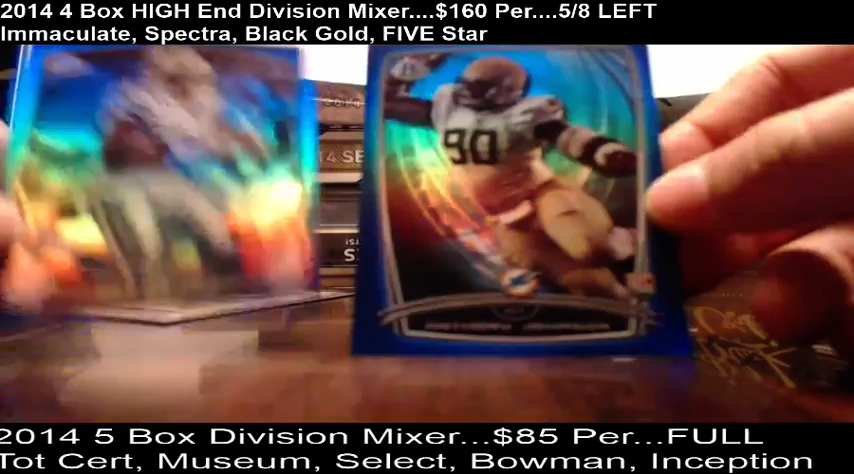 2014 4 Box HIGH End Division Mixer....$160 Per....5/8 LEFT
Immaculate, Spectra, Black Gold, FIVE Star
90
2014 5 Box Division Mixer...$85 Per...FULL
Tot Cert, Museum, Select, Bowman, Inception